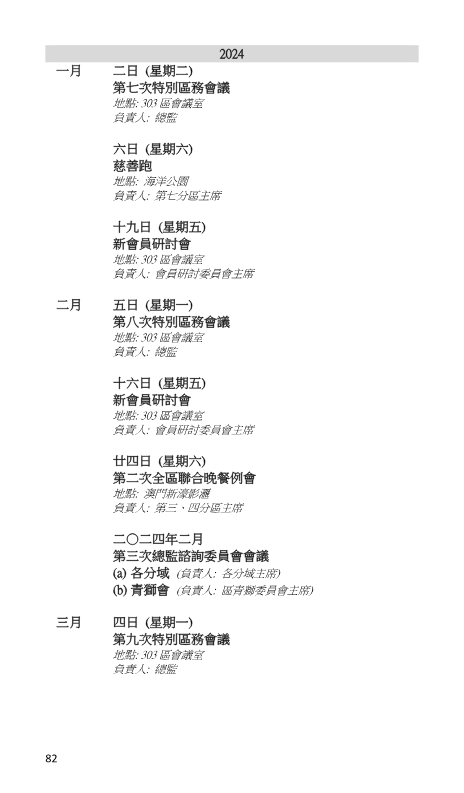 2024
一月 二日 (星期二)
第七次特別區務會議
地點: 303 區會議室
負責人: 總監
六日 (星期六)
慈善跑
地點: 海洋公園
負責人: 第七分區主席
十九日 (星期五)
新會員研討會
地點: 303 區會議室
負責人: 會員研討委員會主席
二月 五日 (星期一)
第八次特別區務會議
地點: 303 區會議室
負責人: 總監
十六日 (星期五)
新會員研討會
地點: 303 區會議室
負責人: 會員研討委員會主席
廿四日 (星期六)
第二次全區聯合晚餐例會
地點: 澳門新濠影滙
負責人: 第三、四分區主席
二〇二四年二月
第三次總監諮詢委員會會議
(a) 各分域 (負責人: 各分域主席)
(b) 青獅會 (負責人: 區青獅委員會主席)
三月 四日 (星期一)
第九次特別區務會議
地點: 303 區會議室
負責人: 總監
82